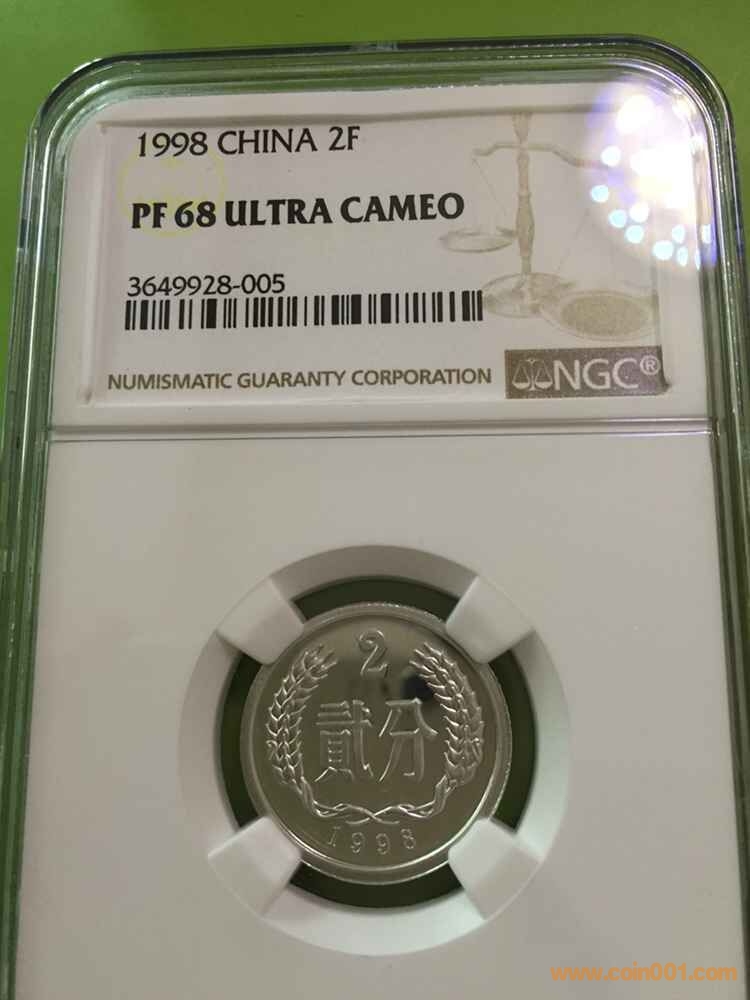 1998 CHINA 2F
PF 68 ULTRA CAMEO
3649928-005
NUMISMATIC GUARANTY CORPORATION
NGC®
2
貳分
1998
www.coin001.com